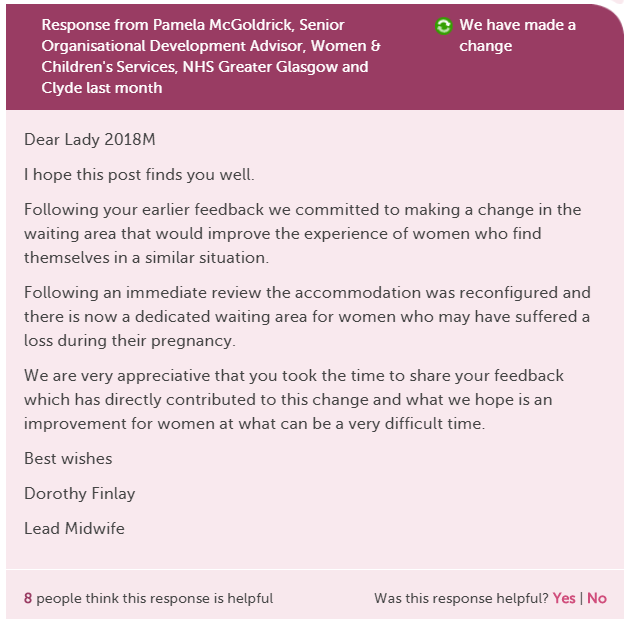 Response from Pamela McGoldrick, Senior
Organisational Development Advisor, Women &
Children's Services, NHS Greater Glasgow and
Clyde last month
We have made a
change
Dear Lady 2018M
I hope this post finds you well.
Following your earlier feedback we committed to making a change in the
waiting area that would improve the experience of women who find
themselves in a similar situation.
Following an immediate review the accommodation was reconfigured and
there is now a dedicated waiting area for women who may have suffered a
loss during their pregnancy.
We are very appreciative that you took the time to share your feedback
which has directly contributed to this change and what we hope is an
improvement for women at what can be a very difficult time.
Best wishes
Dorothy Finlay
Lead Midwife
8 people think this response is helpful
Was this response helpful? Yes | No